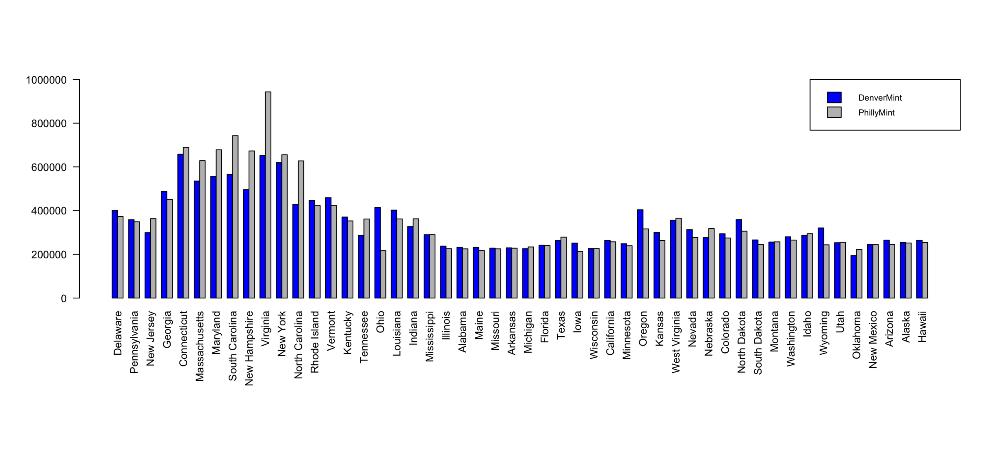 1000000
800000
600000
400000
200000
0
DenverMint
PhillyMint
Delaware
Pennsylvania
New Jersey
Georgia
Connecticut
Massachusetts
Maryland
South Carolina
New Hampshire
Virginia
New York
North Carolina
Rhode Island
Vermont
Kentucky
Tennessee
Ohio
Louisiana
Indiana
Mississippi
Illinois
Alabama
Maine
Missouri
Arkansas
Michigan
Florida
Texas
Iowa
Wisconsin
California
Minnesota
Oregon
Kansas
West Virginia
Nevada
Nebraska
Colorado
North Dakota
South Dakota
Montana
Washington
Idaho
Wyoming
Utah
Oklahoma
New Mexico
Arizona
Alaska
Hawaii